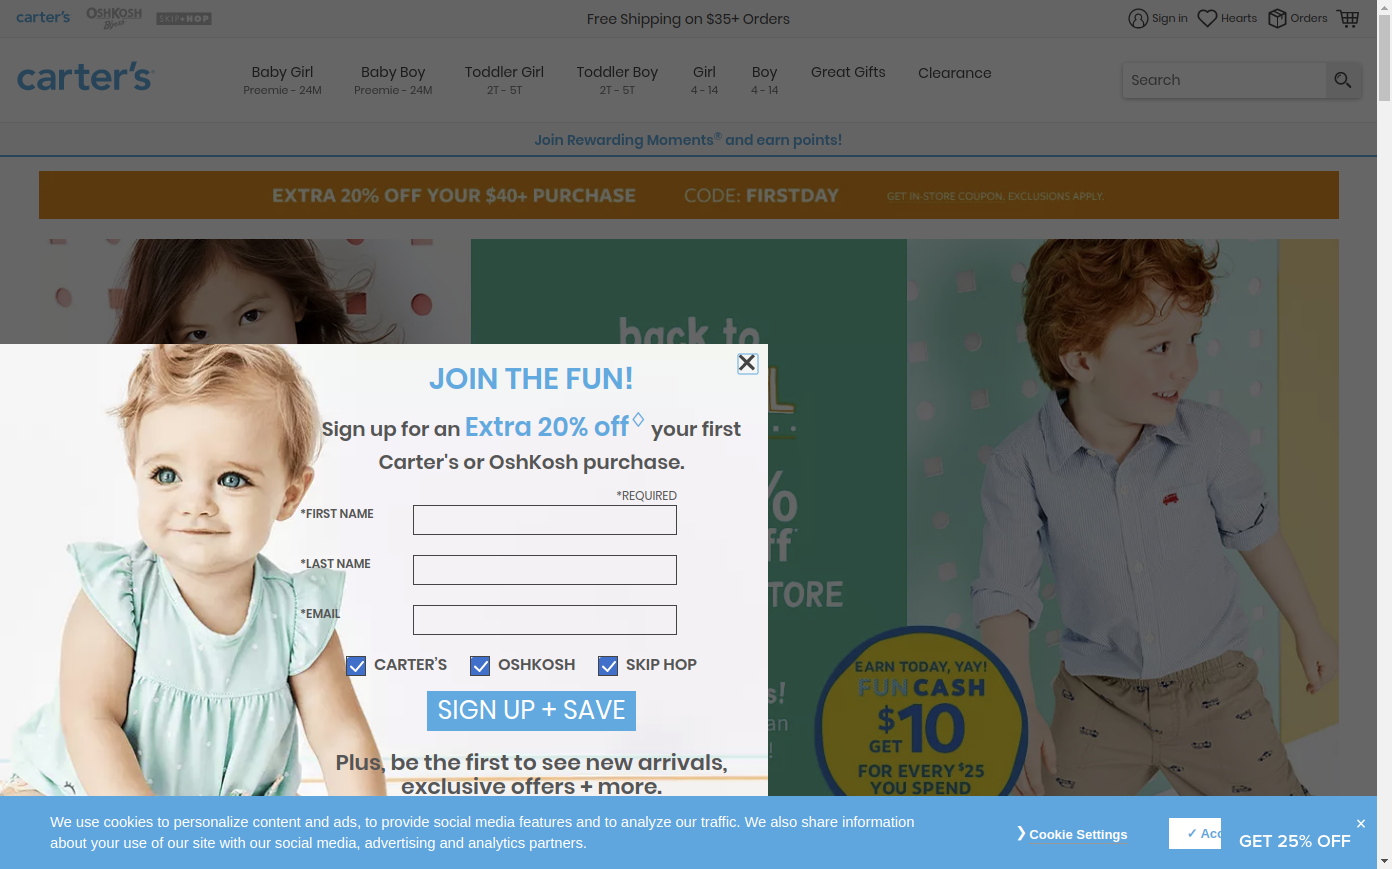 carter's
OSHKOSH
B'gosh
SKIP*HOP
Free Shipping on $35+ Orders
Sign in
Hearts
Orders
carter's
Baby Girl
Preemie - 24M
Baby Boy
Preemie - 24M
Toddler Girl
2T - 5T
Toddler Boy
2T - 5T
Girl
4 - 14
Boy
4 - 14
Great Gifts
Clearance
Search
Join Rewarding Moments® and earn points!
EXTRA 20% OFF YOUR $40+ PURCHASE CODE: FIRSTDAY GET IN-STORE COUPON. EXCLUSIONS APPLY.
back to
JOIN THE FUN!
Sign up for an Extra 20% off◊ your first
Carter's or OshKosh purchase.
*REQUIRED
*FIRST NAME
*LAST NAME
*EMAIL
✓ CARTER'S ✓ OSHKOSH ✓ SKIP HOP
SIGN UP + SAVE
Plus, be the first to see new arrivals,
exclusive offers + more.
%
ff*
TORE
s!
an
!
EARN TODAY, YAY!
FUN CASH
GET $10
FOR EVERY $25
YOU SPEND
We use cookies to personalize content and ads, to provide social media features and to analyze our traffic. We also share information
about your use of our site with our social media, advertising and analytics partners.
❯ Cookie Settings
✓ Acc
GET 25% OFF
×